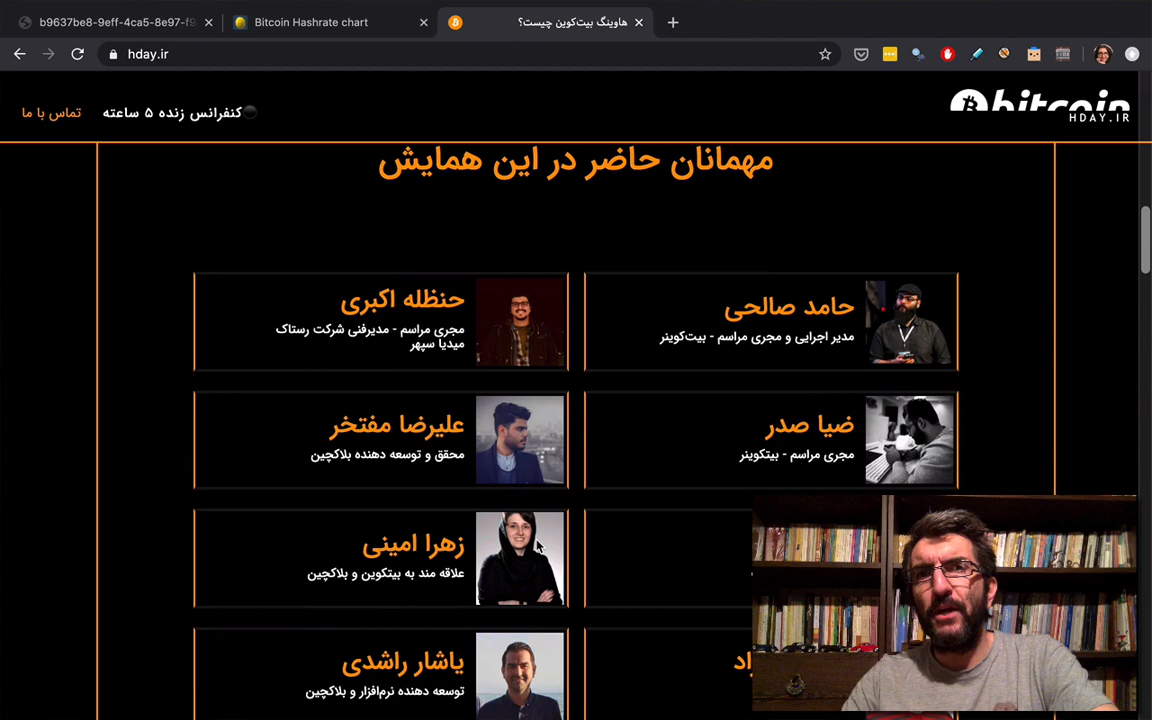 b9637be8-9eff-4ca5-8e97-f9
Bitcoin Hashrate chart
هاوینگ بیت‌کوین چیست؟
hday.ir
bitcoin
HDAY.IR
کنفرانس زنده ۵ ساعته
تماس با ما
مهمانان حاضر در این همایش
حامد صالحی
مدیر اجرایی و مجری مراسم - بیت‌کوینر
حنظله اکبری
مجری مراسم - مدیرفنی شرکت رستاک
میدیا سپهر
ضیا صدر
مجری مراسم - بیتکوینر
علیرضا مفتخر
محقق و توسعه دهنده بلاکچین
زهرا امینی
علاقه مند به بیتکوین و بلاکچین
یاشار راشدی
توسعه دهنده نرم‌افزار و بلاکچین